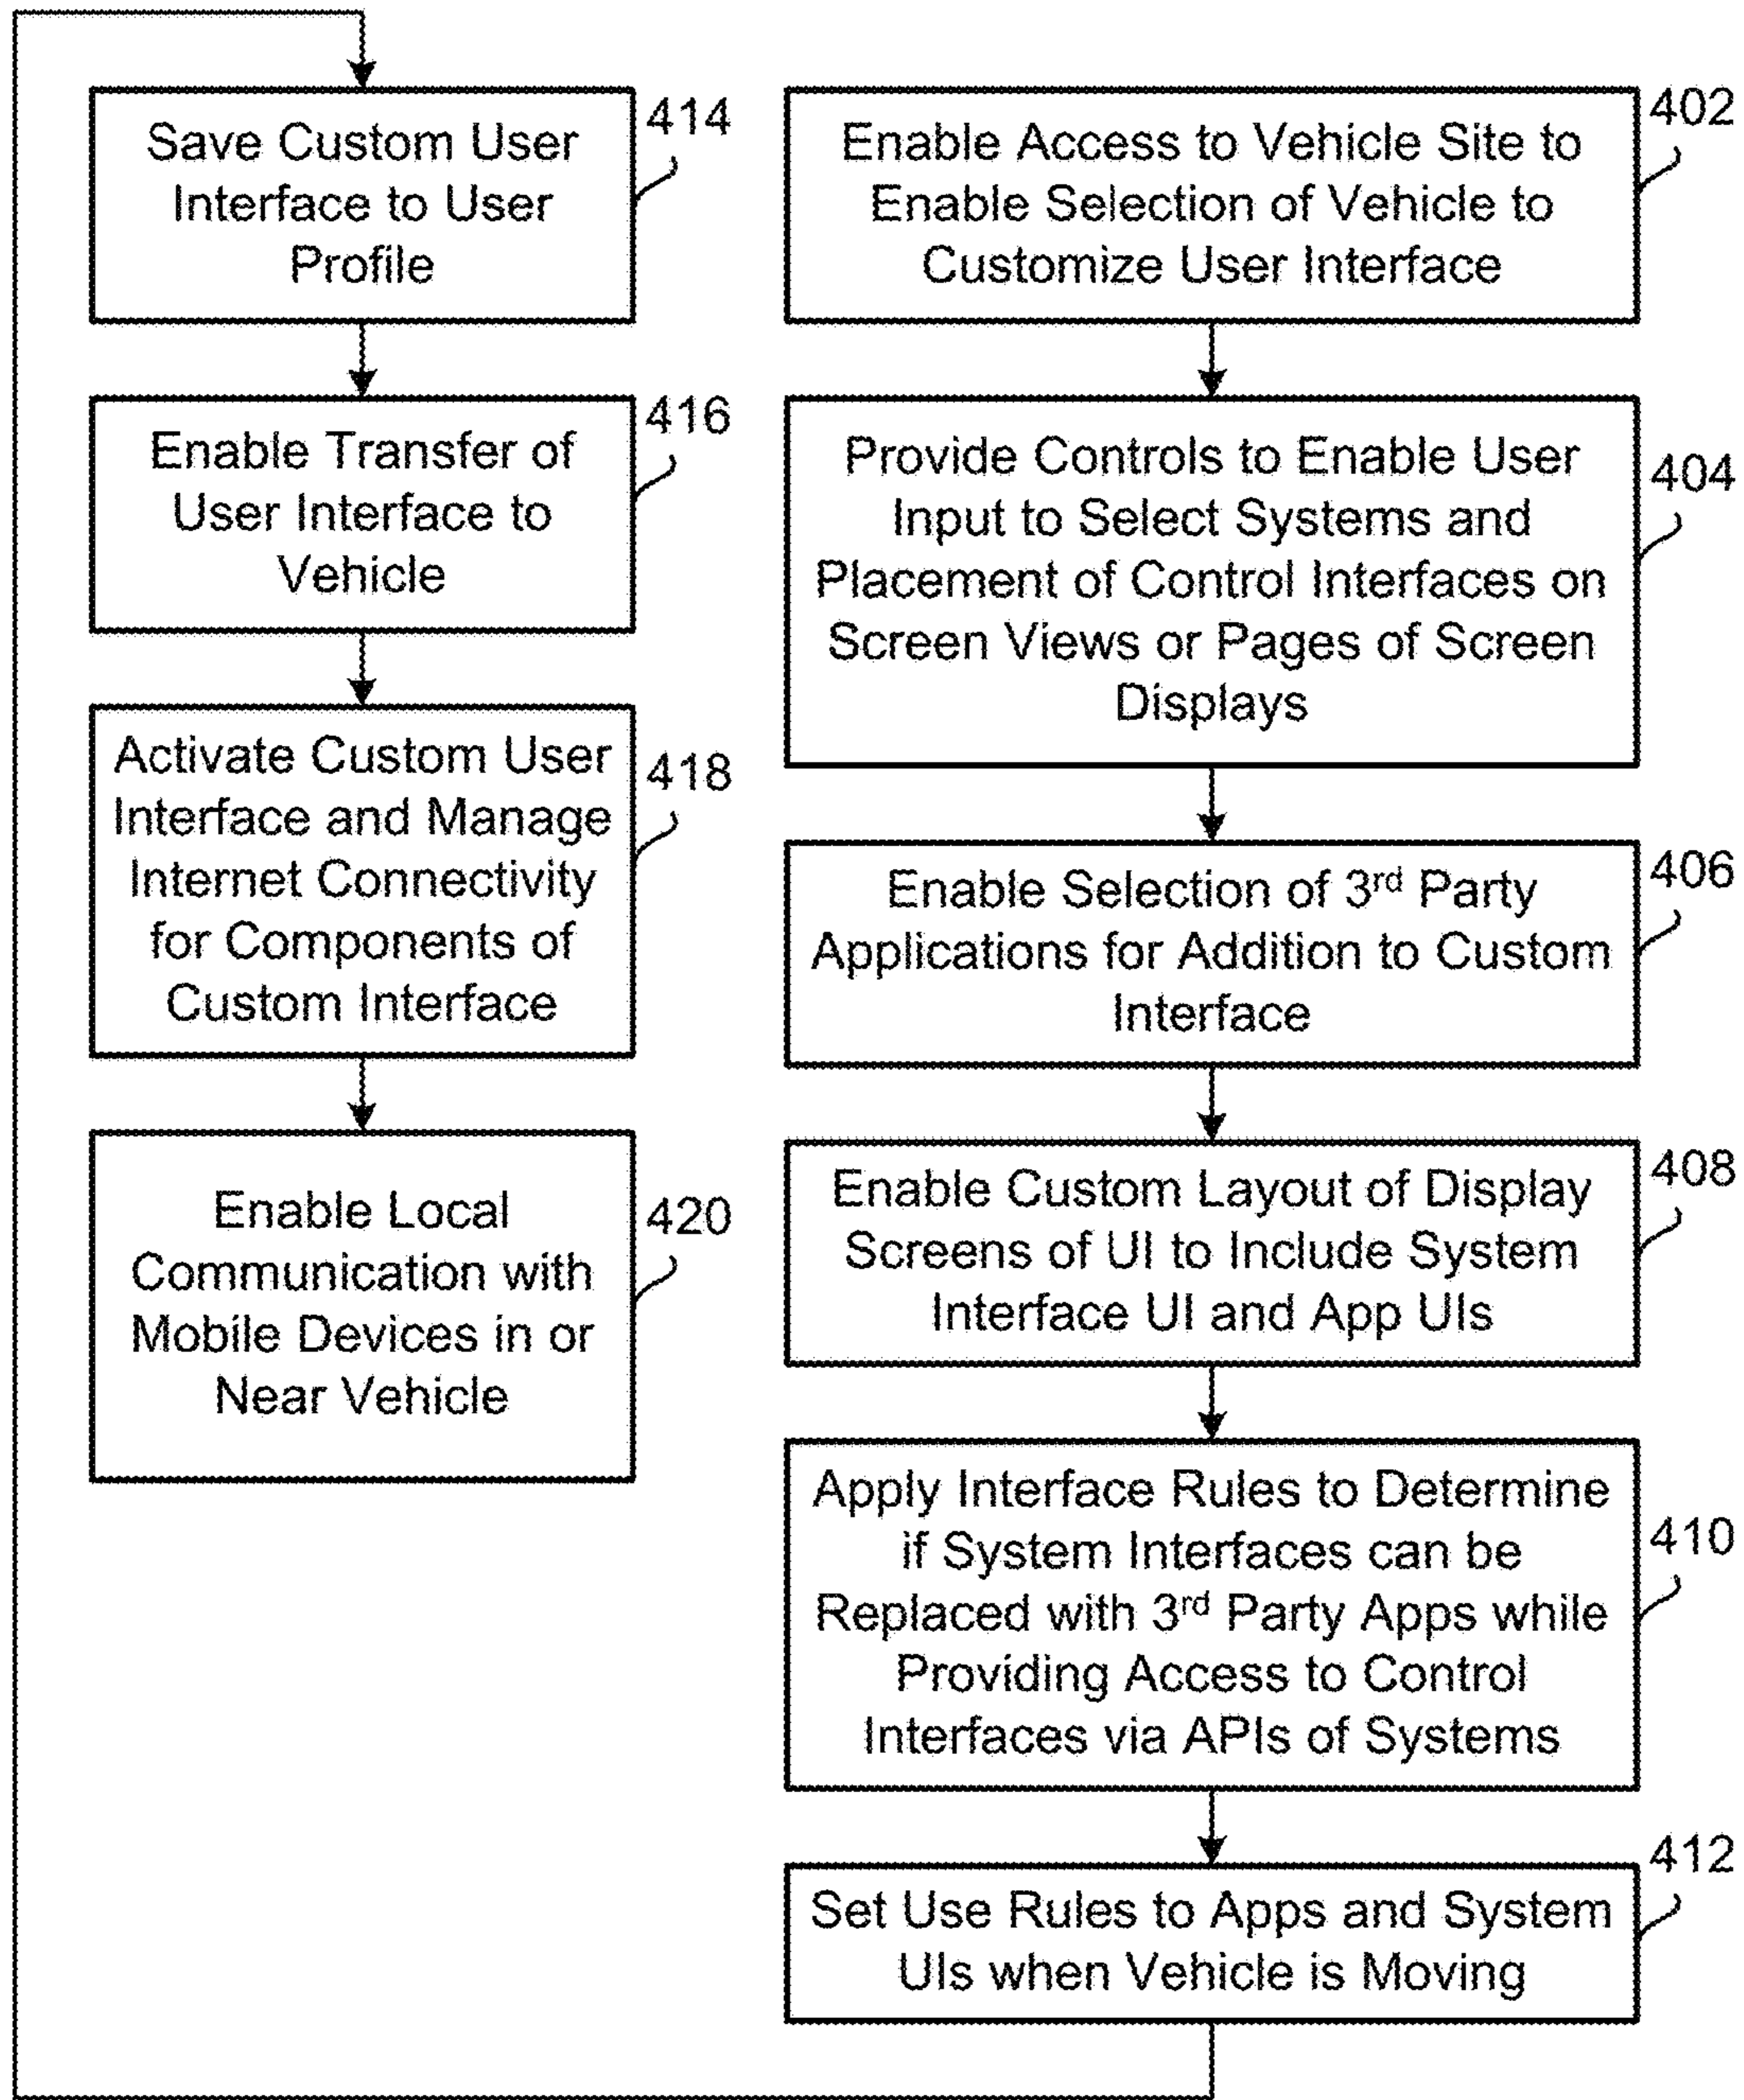 402
Enable Access to Vehicle Site to
Enable Selection of Vehicle to
Customize User Interface
404
Provide Controls to Enable User
Input to Select Systems and
Placement of Control Interfaces on
Screen Views or Pages of Screen
Displays
406
Enable Selection of 3rd Party
Applications for Addition to Custom
Interface
408
Enable Custom Layout of Display
Screens of UI to Include System
Interface UI and App UIs
410
Apply Interface Rules to Determine
if System Interfaces can be
Replaced with 3rd Party Apps while
Providing Access to Control
Interfaces via APIs of Systems
412
Set Use Rules to Apps and System
UIs when Vehicle is Moving
414
Save Custom User
Interface to User
Profile
416
Enable Transfer of
User Interface to
Vehicle
418
Activate Custom User
Interface and Manage
Internet Connectivity
for Components of
Custom Interface
420
Enable Local
Communication with
Mobile Devices in or
Near Vehicle